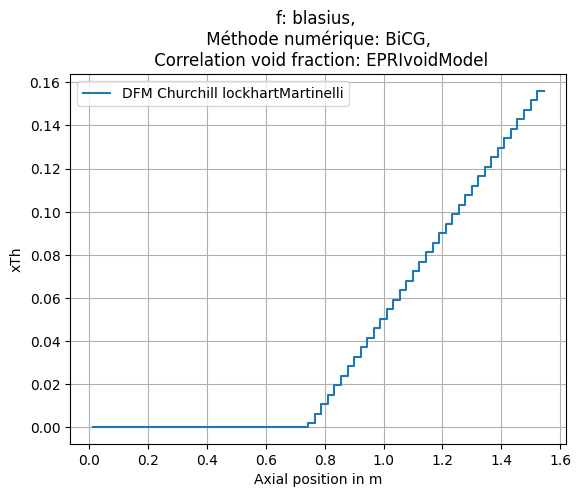 f: blasius,
Méthode numérique: BiCG,
Correlation void fraction: EPRIvoidModel
DFM Churchill lockhartMartinelli
0.16
0.14
0.12
0.10
0.08
0.06
0.04
0.02
0.00
xTh
0.0 0.2 0.4 0.6 0.8 1.0 1.2 1.4 1.6
Axial position in m